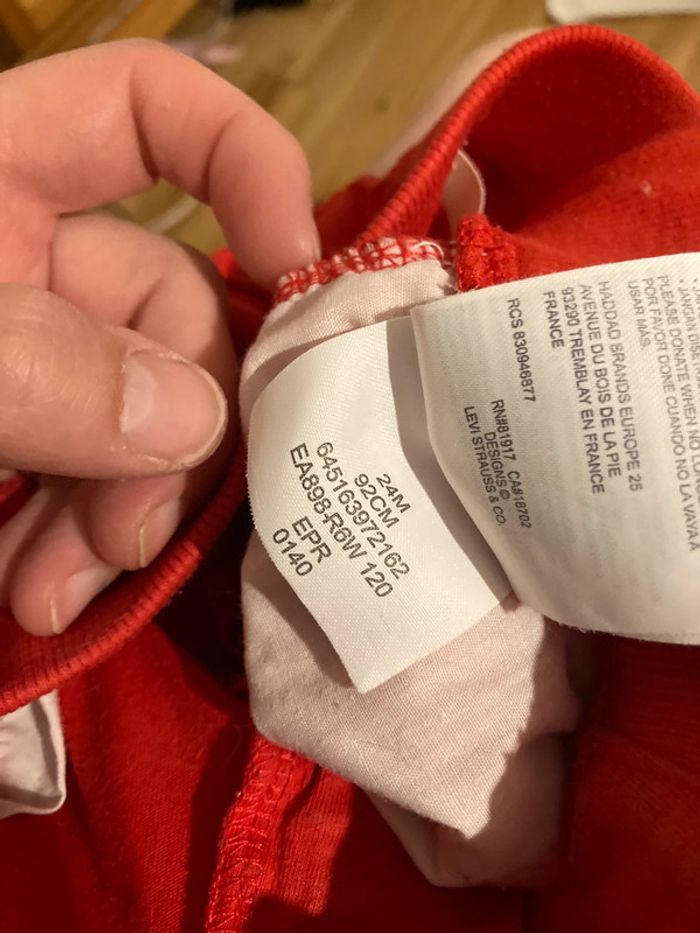 24M
92CM
645163972162
EA898-R6W 120
EPR
0140
PLEASE DONATE WHEN NO
POR FAVOR DONE CUANDO NO LA VAYA A
USAR MAS.
HADDAD BRANDS EUROPE 25
AVENUE DU BOIS DE LA PIE
93290 TREMBLAY EN FRANCE
FRANCE
RCS 830946877
RN#81917 CA#18702
DESIGNS ©
LEVI STRAUSS & CO.